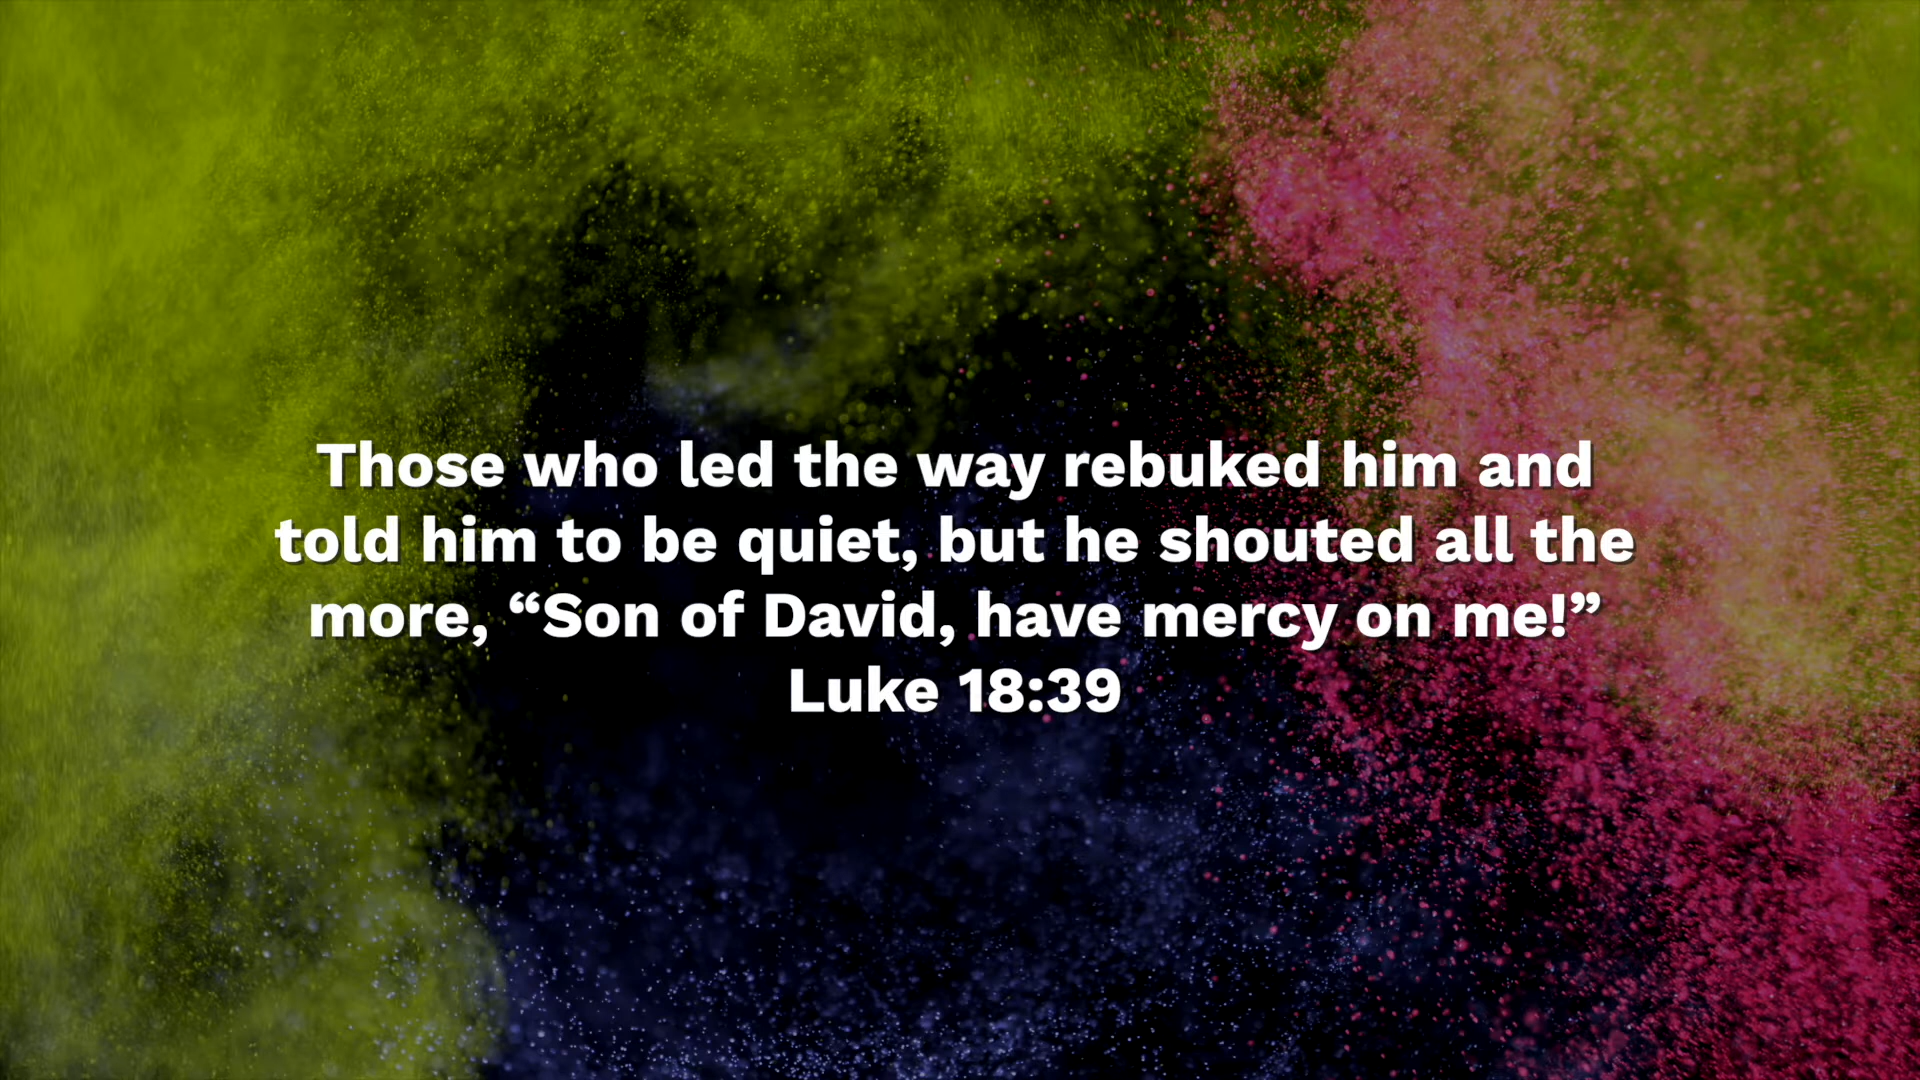 Those who led the way rebuked him and
told him to be quiet, but he shouted all the
more, “Son of David, have mercy on me!”
Luke 18:39